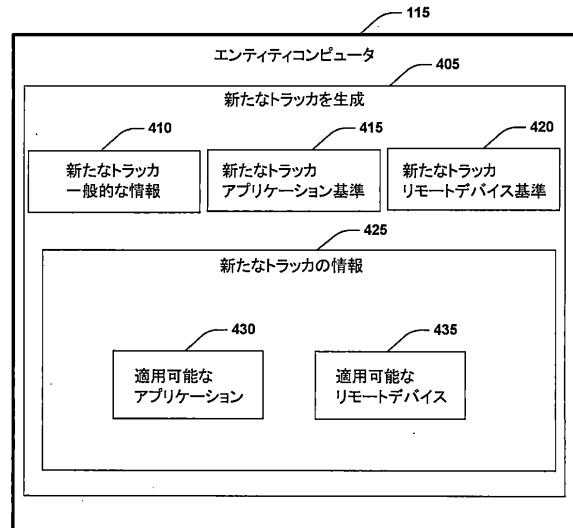 115
エンティティコンピュータ
405
新たなトラッカを生成
410
415
420
新たなトラッカ
一般的な情報
新たなトラッカ
アプリケーション基準
新たなトラッカ
リモートデバイス基準
425
新たなトラッカの情報
430
435
適用可能な
アプリケーション
適用可能な
リモートデバイス